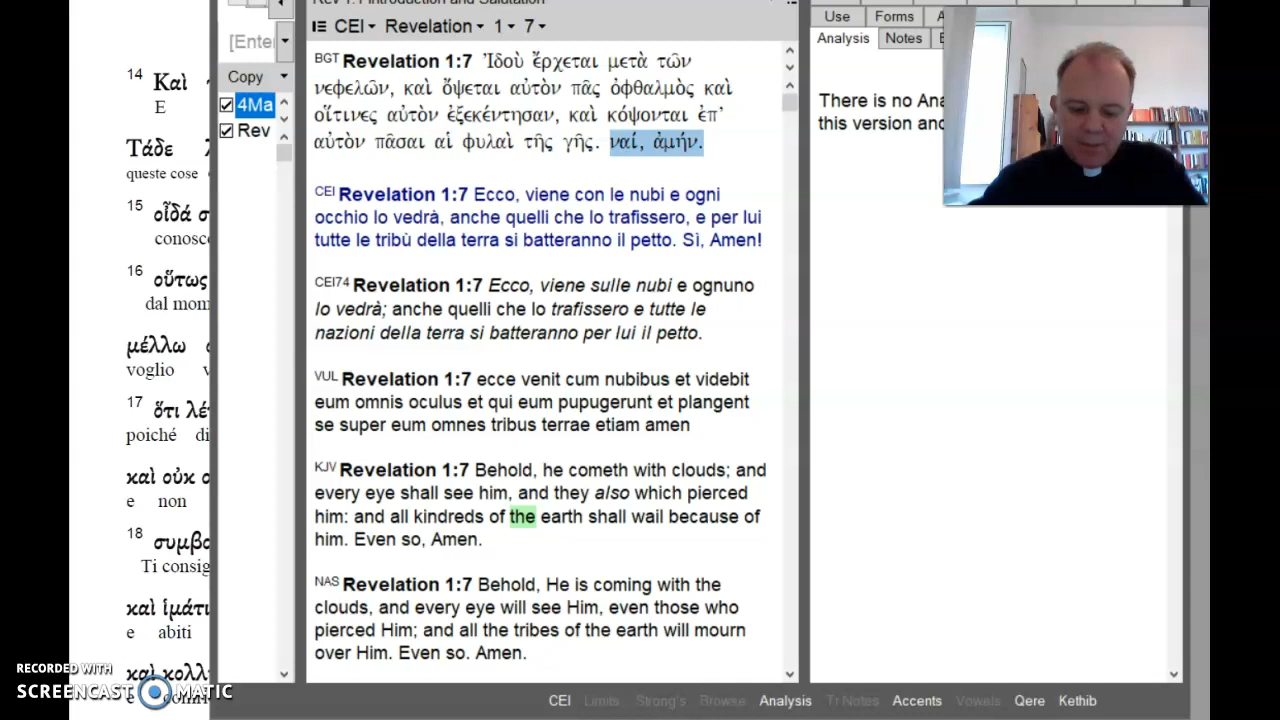 Rev 1: Introduction and Salutation
CEI Revelation 1 7
[Enter
Copy
4Ma
Rev
14 Καὶ
E
Τάδε
queste cose
15 οἶδά
conosco
16 οὕτως
dal mom
μέλλω
voglio
17 ὅτι
poiché
καὶ οὐκ
e non
18
Ti consig
καὶ ἱμάτι
e abiti
BGT Revelation 1:7 Ἰδοὺ ἔρχεται μετὰ τῶν
νεφελῶν, καὶ ὄψεται αὐτὸν πᾶς ὀφθαλμὸς καὶ
οἵτινες αὐτὸν ἐξεκέντησαν, καὶ κόψονται ἐπ’
αὐτὸν πᾶσαι αἱ φυλαὶ τῆς γῆς. ναί, ἀμήν.
CEI Revelation 1:7 Ecco, viene con le nubi e ogni
occhio lo vedrà, anche quelli che lo trafissero, e per lui
tutte le tribù della terra si batteranno il petto. Sì, Amen!
CEI74 Revelation 1:7 Ecco, viene sulle nubi e ognuno
lo vedrà; anche quelli che lo trafissero e tutte le
nazioni della terra si batteranno per lui il petto.
VUL Revelation 1:7 ecce venit cum nubibus et videbit
eum omnis oculus et qui eum pupugerunt et plangent
se super eum omnes tribus terrae etiam amen
KJV Revelation 1:7 Behold, he cometh with clouds; and
every eye shall see him, and they also which pierced
him: and all kindreds of the earth shall wail because of
him. Even so, Amen.
NAS Revelation 1:7 Behold, He is coming with the
clouds, and every eye will see Him, even those who
pierced Him; and all the tribes of the earth will mourn
over Him. Even so. Amen.
Use Forms
Analysis Notes
There is no Ana
this version and
CEI Limits Strong's Browse Analysis Tr Notes Accents Vowels Qere Kethib
RECORDED WITH
SCREENCAST MATIC